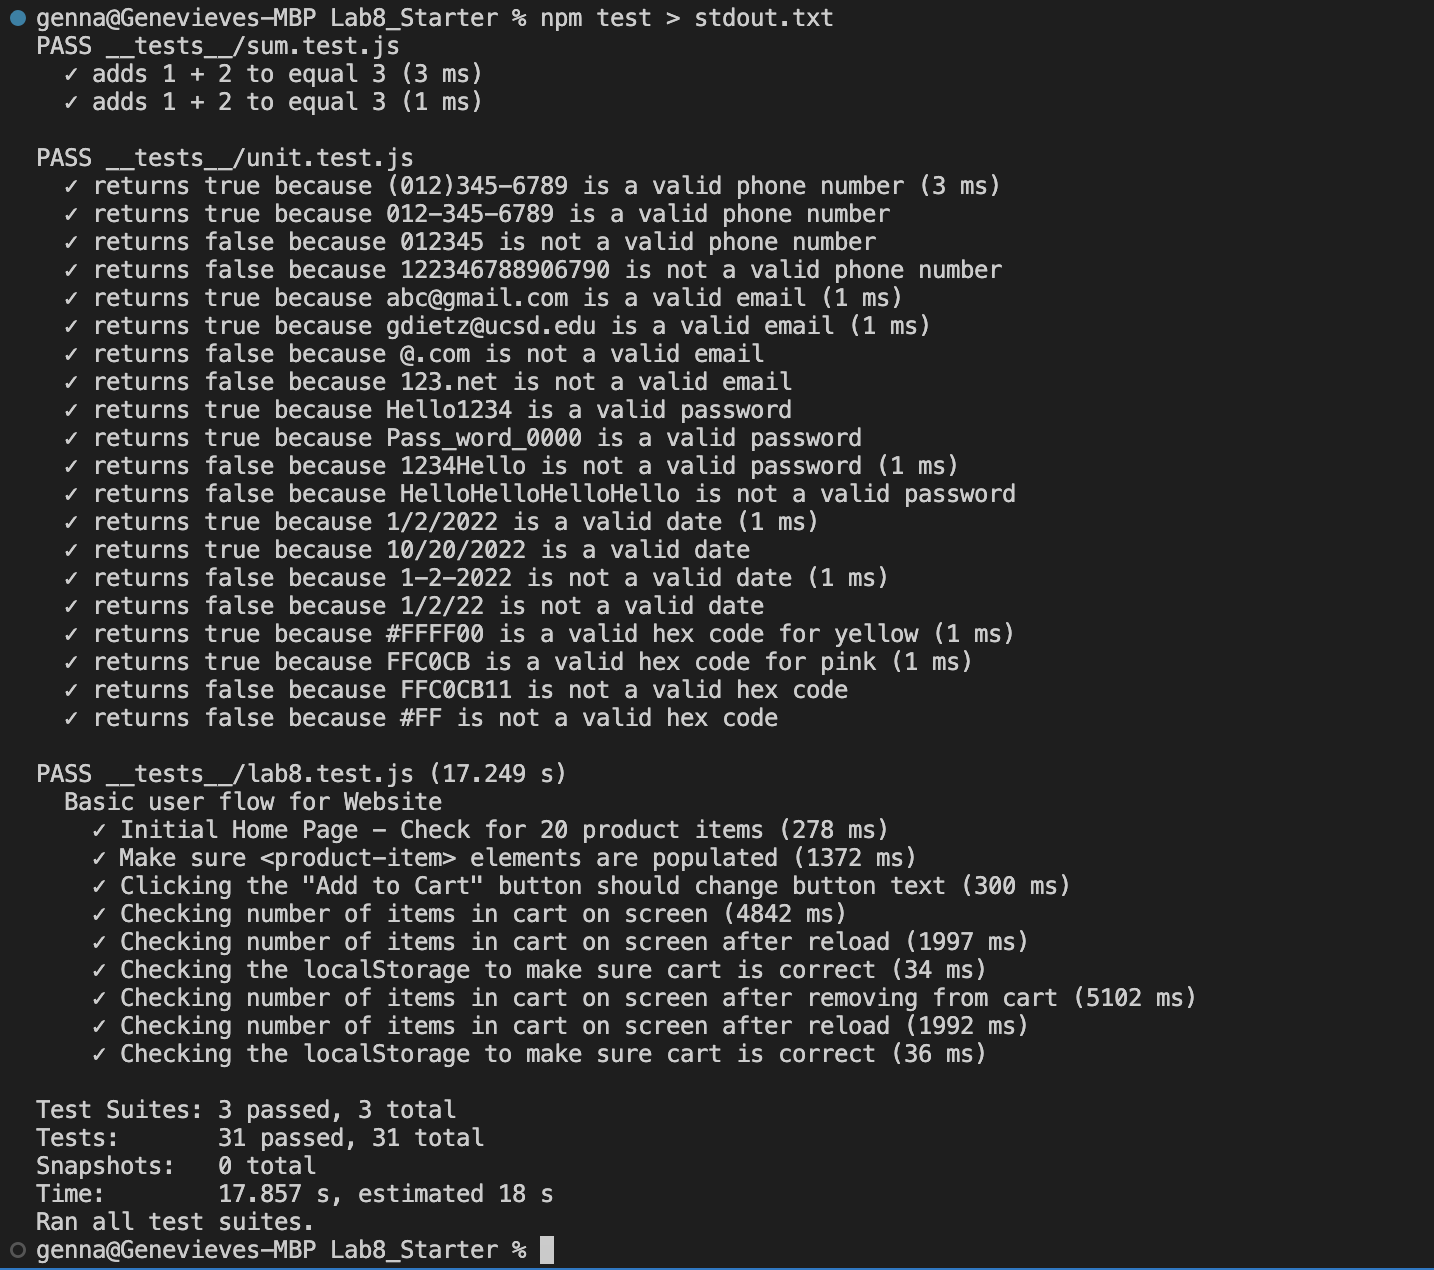 genna@Genevieves-MBP Lab8_Starter % npm test > stdout.txt
PASS __tests__/sum.test.js
✓ adds 1 + 2 to equal 3 (3 ms)
✓ adds 1 + 2 to equal 3 (1 ms)
PASS __tests__/unit.test.js
✓ returns true because (012)345-6789 is a valid phone number (3 ms)
✓ returns true because 012-345-6789 is a valid phone number
✓ returns false because 012345 is not a valid phone number
✓ returns false because 122346788906790 is not a valid phone number
✓ returns true because abc@gmail.com is a valid email (1 ms)
✓ returns true because gdietz@ucsd.edu is a valid email (1 ms)
✓ returns false because @.com is not a valid email
✓ returns false because 123.net is not a valid email
✓ returns true because Hello1234 is a valid password
✓ returns true because Pass_word_0000 is a valid password
✓ returns false because 1234Hello is not a valid password (1 ms)
✓ returns false because HelloHelloHelloHello is not a valid password
✓ returns true because 1/2/2022 is a valid date (1 ms)
✓ returns true because 10/20/2022 is a valid date
✓ returns false because 1-2-2022 is not a valid date (1 ms)
✓ returns false because 1/2/22 is not a valid date
✓ returns true because #FFFF00 is a valid hex code for yellow (1 ms)
✓ returns true because FFC0CB is a valid hex code for pink (1 ms)
✓ returns false because FFC0CB11 is not a valid hex code
✓ returns false because #FF is not a valid hex code
PASS __tests__/lab8.test.js (17.249 s)
Basic user flow for Website
✓ Initial Home Page - Check for 20 product items (278 ms)
✓ Make sure <product-item> elements are populated (1372 ms)
✓ Clicking the "Add to Cart" button should change button text (300 ms)
✓ Checking number of items in cart on screen (4842 ms)
✓ Checking number of items in cart on screen after reload (1997 ms)
✓ Checking the localStorage to make sure cart is correct (34 ms)
✓ Checking number of items in cart on screen after removing from cart (5102 ms)
✓ Checking number of items in cart on screen after reload (1992 ms)
✓ Checking the localStorage to make sure cart is correct (36 ms)
Test Suites: 3 passed, 3 total
Tests: 31 passed, 31 total
Snapshots: 0 total
Time: 17.857 s, estimated 18 s
Ran all test suites.
genna@Genevieves-MBP Lab8_Starter %